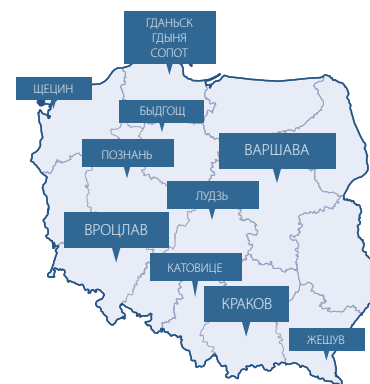 ГДАНЬСК
ГДЫНЯ
СОПОТ
ЩЕЦИН
БЫДГОЩ
ВАРШАВА
ПОЗНАНЬ
ЛУДЗЬ
ВРОЦЛАВ
КАТОВИЦЕ
КРАКОВ
ЖЕШУВ